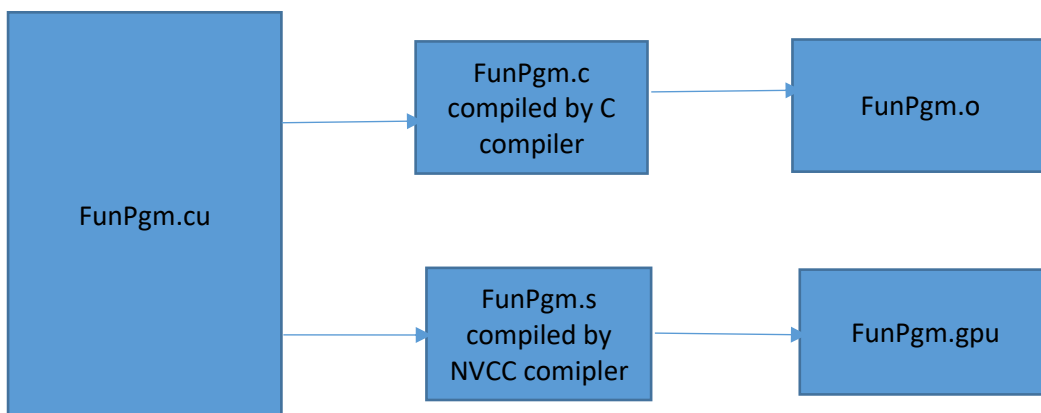 FunPgm.cu
FunPgm.c
compiled by C
compiler
FunPgm.o
FunPgm.s
compiled by
NVCC comipler
FunPgm.gpu